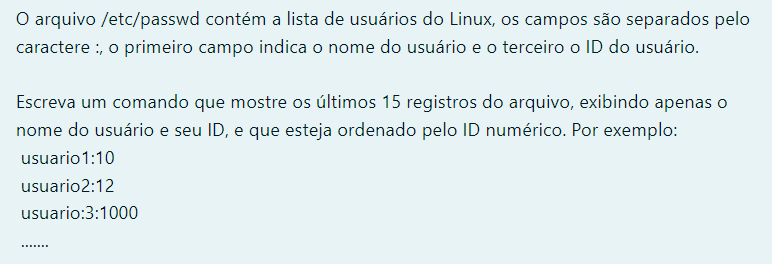 O arquivo /etc/passwd contém a lista de usuários do Linux, os campos são separados pelo
caractere :, o primeiro campo indica o nome do usuário e o terceiro o ID do usuário.
Escreva um comando que mostre os últimos 15 registros do arquivo, exibindo apenas o
nome do usuário e seu ID, e que esteja ordenado pelo ID numérico. Por exemplo:
usuario1:10
usuario2:12
usuario:3:1000
.......